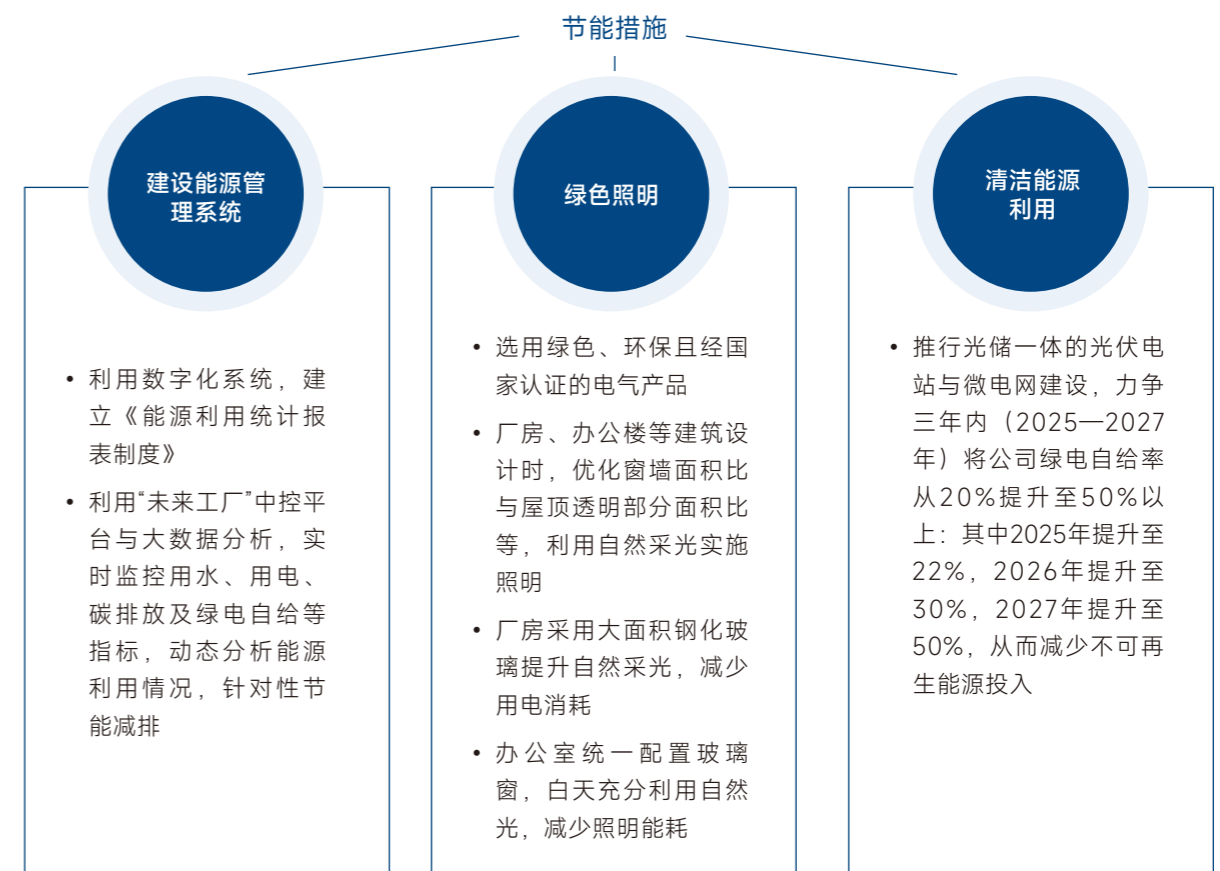 节能措施
建设能源管
理系统
• 利用数字化系统，建
立《能源利用统计报
表制度》
• 利用“未来工厂”中控平
台与大数据分析，实
时监控用水、用电、
碳排放及绿电自给等
指标，动态分析能源
利用情况，针对性节
能减排
绿色照明
• 选用绿色、环保且经国
家认证的电气产品
• 厂房、办公楼等建筑设
计时，优化窗墙面积比
与屋顶透明部分面积比
等，利用自然采光实施
照明
• 厂房采用大面积钢化玻
璃提升自然采光，减少
用电消耗
• 办公室统一配置玻璃
窗，白天充分利用自然
光，减少照明能耗
清洁能源
利用
• 推行光储一体的光伏电
站与微电网建设，力争
三年内（2025—2027
年）将公司绿电自给率
从20%提升至50%以
上：其中2025年提升至
22%，2026年提升至
30%，2027年提升至
50%，从而减少不可再
生能源投入